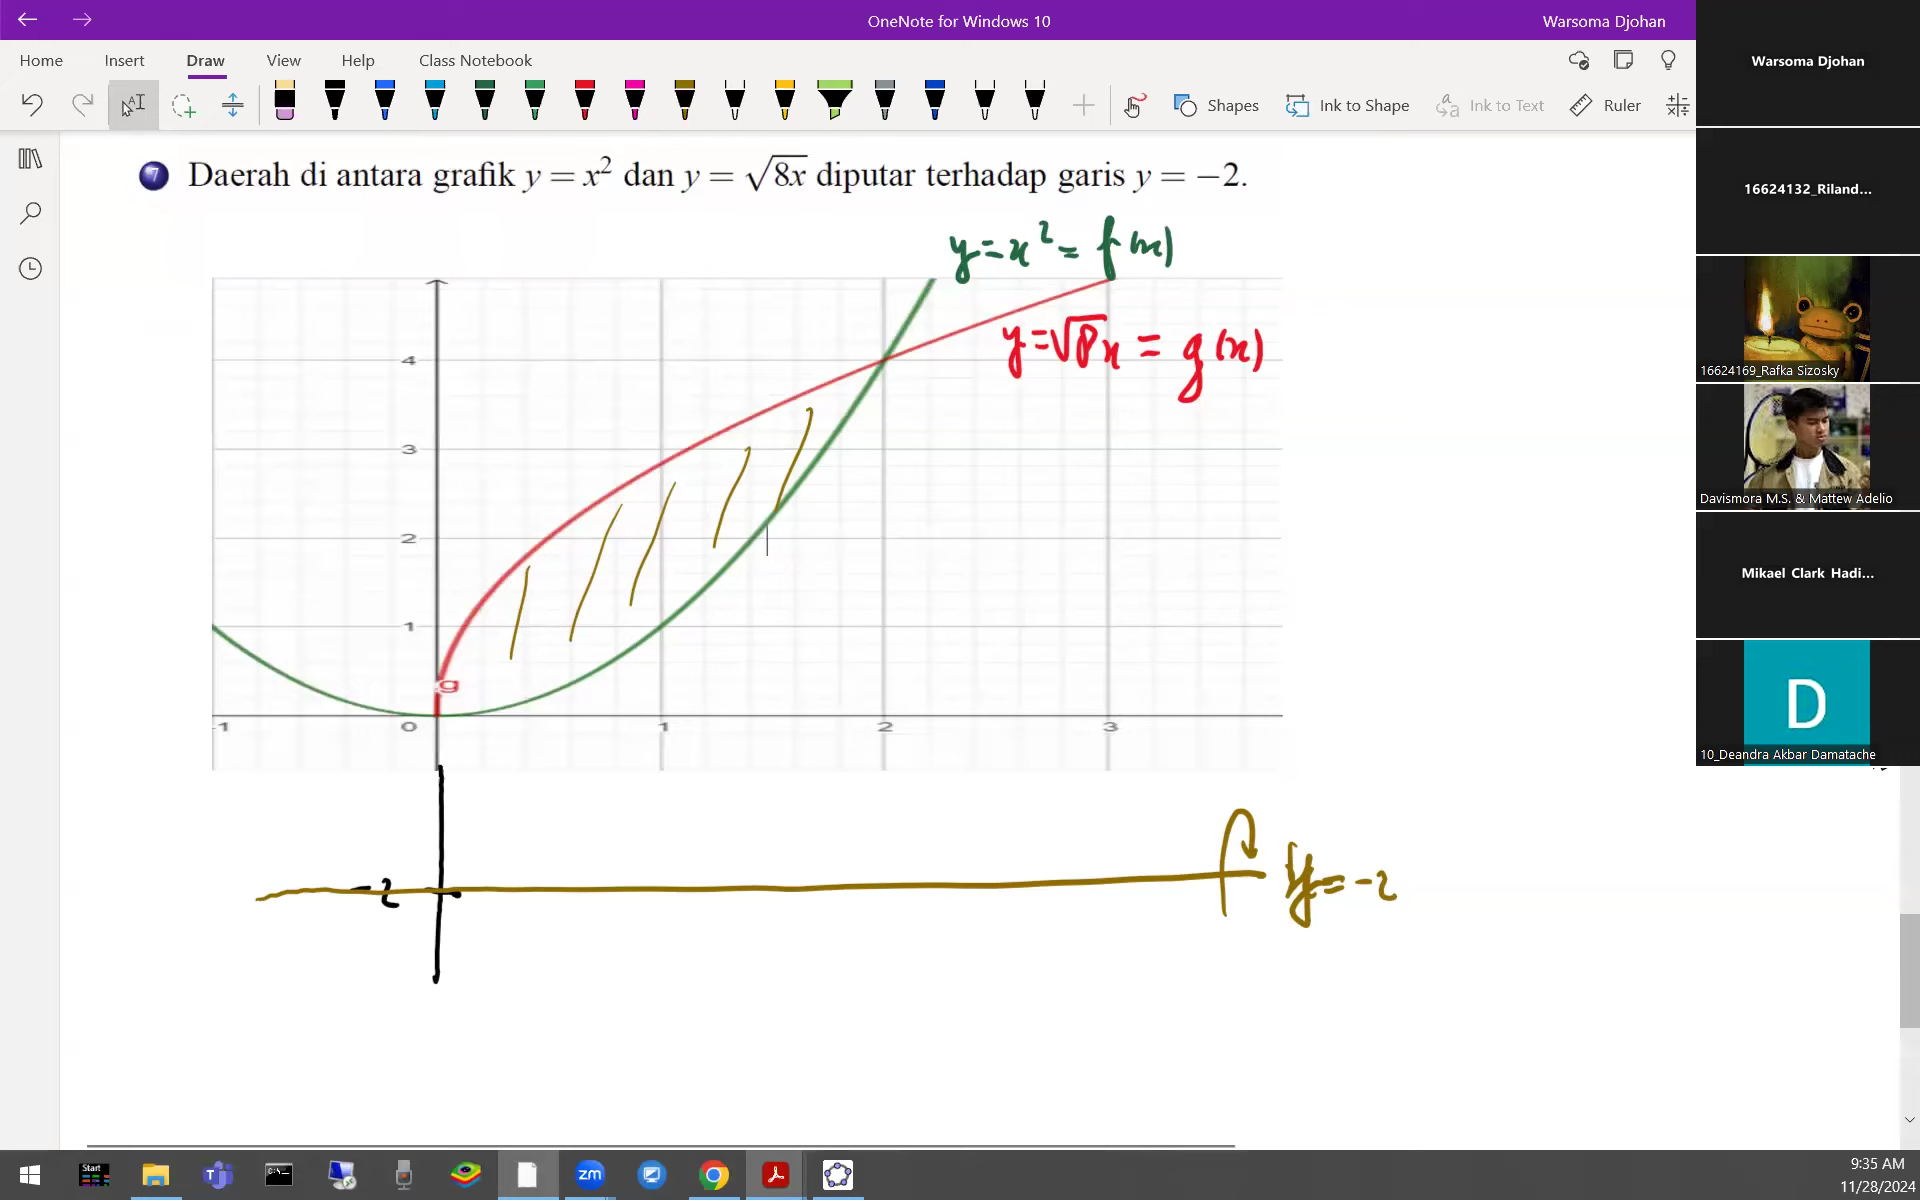 OneNote for Windows 10
Warsoma Djohan
Home Insert Draw View Help Class Notebook
Shapes Ink to Shape Ink to Text Ruler
7 Daerah di antara grafik y = x² dan y = √8x diputar terhadap garis y = −2.
y=x²= f(x)
y=√8x = g(x)
4
3
2
1
g
-1 0 1 2 3
-2
y=-2
Warsoma Djohan
16624132_Riland...
16624169_Rafka Sizosky
Davismora M.S. & Mattew Adelio
Mikael Clark Hadi...
D
10_Deandra Akbar Damatache
Start
zm
9:35 AM
11/28/2024